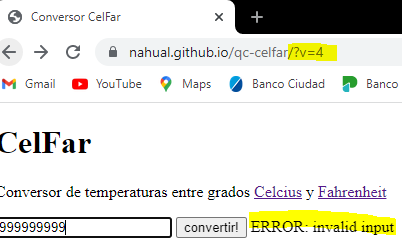 Conversor CelFar
nahual.github.io/qc-celfar/?v=4
Gmail YouTube Maps Banco Ciudad Banco
CelFar
Conversor de temperaturas entre grados Celcius y Fahrenheit
999999999 convertir! ERROR: invalid input